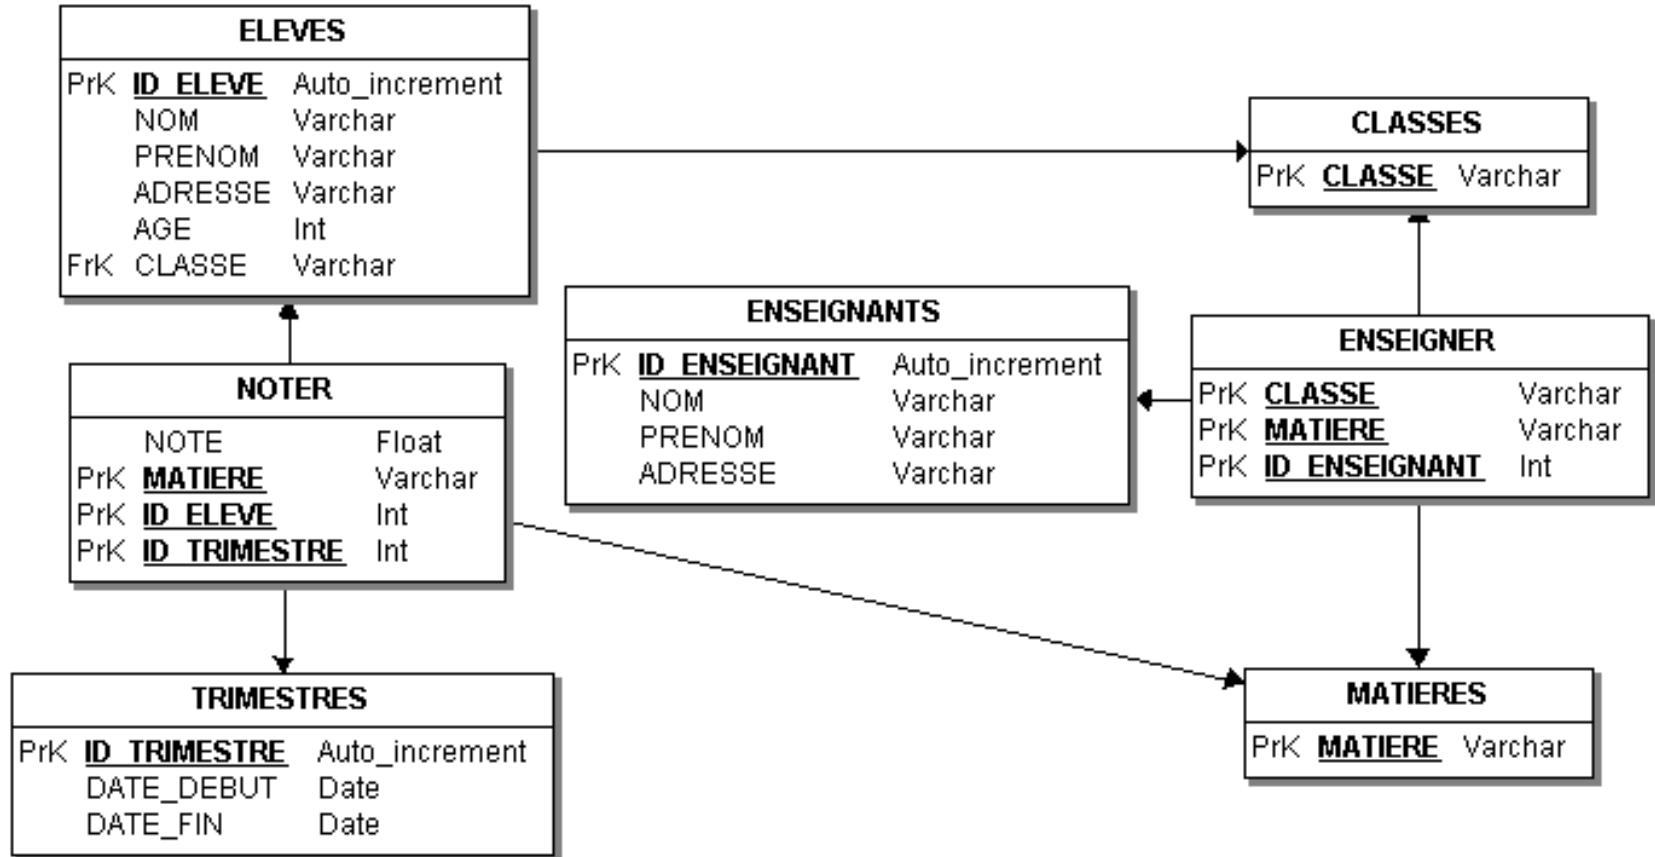 ELEVES
PrK ID_ELEVE Auto_increment
NOM Varchar
PRENOM Varchar
ADRESSE Varchar
AGE Int
FrK CLASSE Varchar
CLASSES
PrK CLASSE Varchar
ENSEIGNANTS
PrK ID_ENSEIGNANT Auto_increment
NOM Varchar
PRENOM Varchar
ADRESSE Varchar
ENSEIGNER
PrK CLASSE Varchar
PrK MATIERE Varchar
PrK ID_ENSEIGNANT Int
NOTER
NOTE Float
PrK MATIERE Varchar
PrK ID_ELEVE Int
PrK ID_TRIMESTRE Int
TRIMESTRES
PrK ID_TRIMESTRE Auto_increment
DATE_DEBUT Date
DATE_FIN Date
MATIERES
PrK MATIERE Varchar